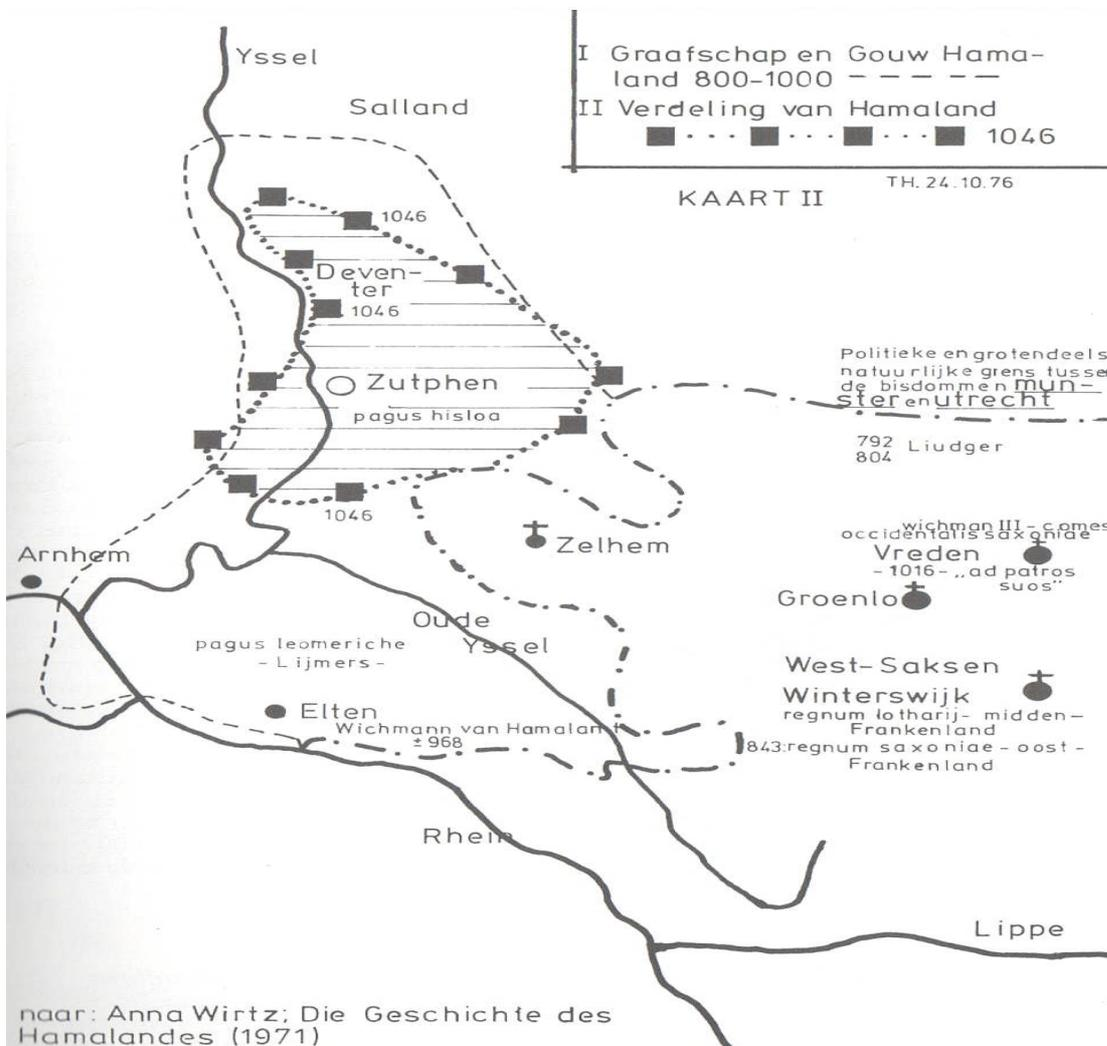 Yssel
Salland
I Graafschap en Gouw Hama-
land 800-1000
II Verdeling van Hamaland
1046
TH. 24.10.76
KAART II
1046
Deven-
ter
1046
Zutphen
pagus hisloa
1046
Politieke en grotendeels
natuurlijke grens tusse
de bisdommen mun-
ster en utrecht
792
804 Liudger
wichman III - comes
occidentalis saxoniae
Vreden
- 1016 - „ad patros
suos"
Groenlo
Zelhem
Arnhem
Oude
Yssel
pagus leomeriche
- Lijmers -
Elten
Wichmann van Hamalant
± 968
West-Saksen
Winterswijk
regnum lotharij- midden-
Frankenland
843: regnum saxoniae - oost -
Frankenland
Rhein
Lippe
naar: Anna Wirtz; Die Geschichte des
Hamalandes (1971)